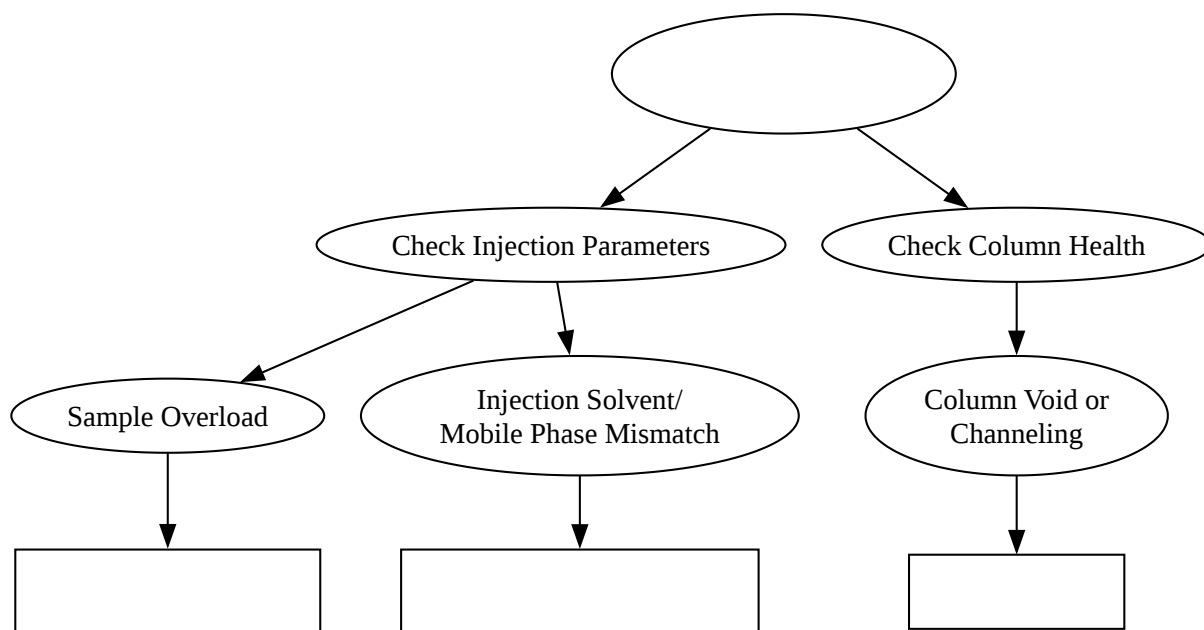 Check Injection Parameters
Check Column Health
Sample Overload
Injection Solvent/
Mobile Phase Mismatch
Column Void or
Channeling